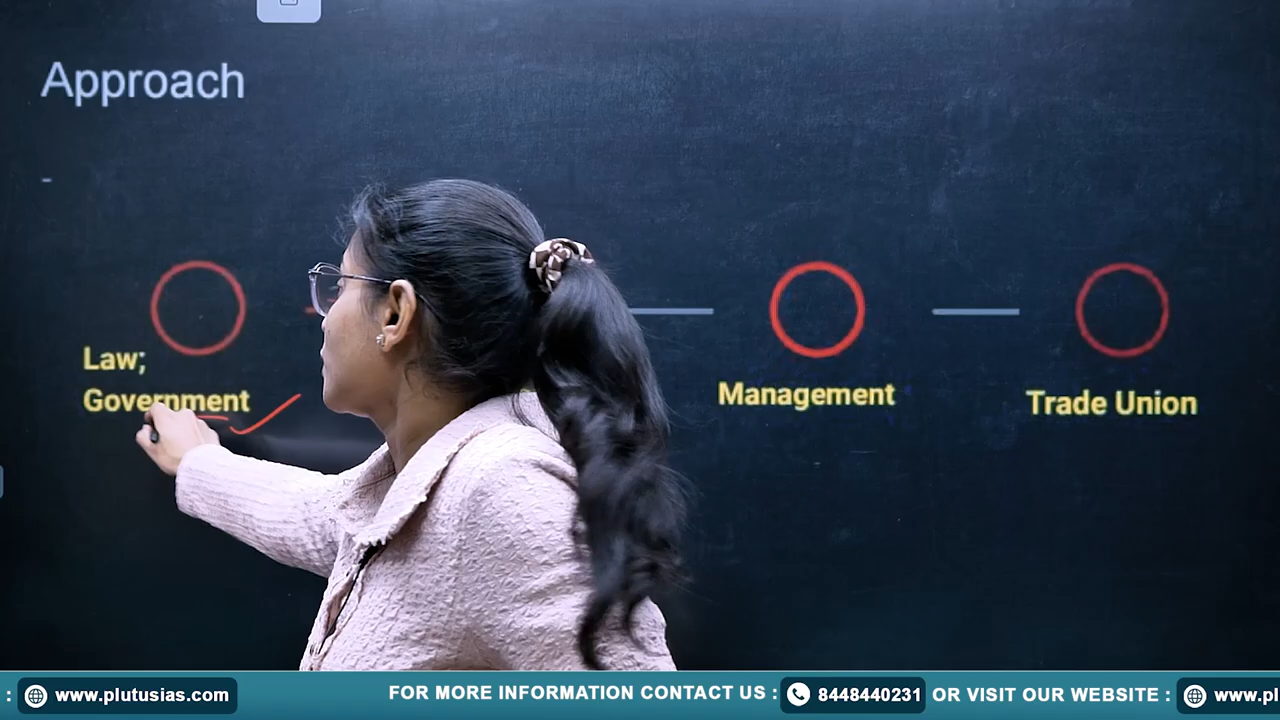 Approach
-
Law;
Government
Management
Trade Union
: www.plutusias.com FOR MORE INFORMATION CONTACT US : 8448440231 OR VISIT OUR WEBSITE : www.pl